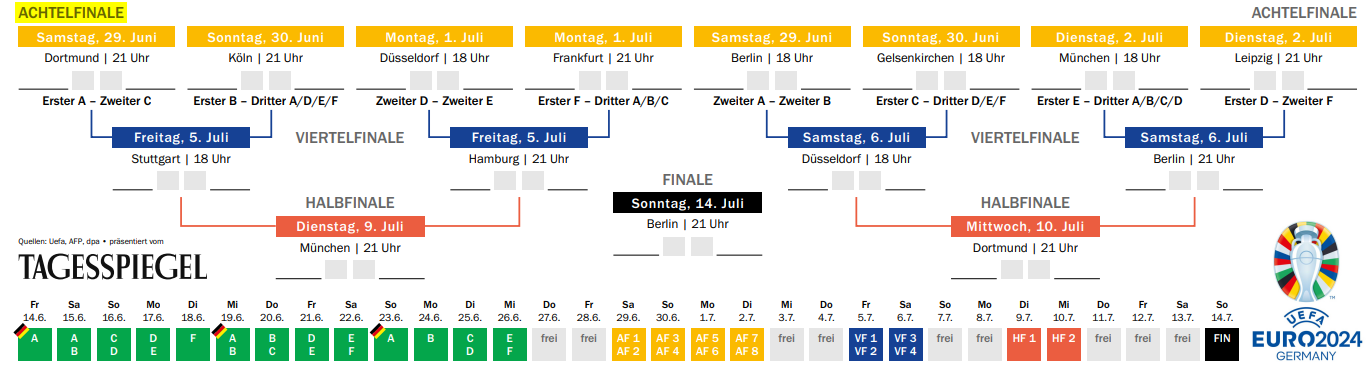 ACHTELFINALE
ACHTELFINALE
Samstag, 29. Juni
Dortmund | 21 Uhr
Erster A – Zweiter C
Sonntag, 30. Juni
Köln | 21 Uhr
Erster B – Dritter A/D/E/F
Montag, 1. Juli
Düsseldorf | 18 Uhr
Zweiter D – Zweiter E
Montag, 1. Juli
Frankfurt | 21 Uhr
Erster F – Dritter A/B/C
Samstag, 29. Juni
Berlin | 18 Uhr
Zweiter A – Zweiter B
Sonntag, 30. Juni
Gelsenkirchen | 18 Uhr
Erster C – Dritter D/E/F
Dienstag, 2. Juli
München | 18 Uhr
Erster E – Dritter A/B/C/D
Dienstag, 2. Juli
Leipzig | 21 Uhr
Erster D – Zweiter F
Freitag, 5. Juli
Stuttgart | 18 Uhr
VIERTELFINALE
Freitag, 5. Juli
Hamburg | 21 Uhr
Samstag, 6. Juli
Düsseldorf | 18 Uhr
VIERTELFINALE
Samstag, 6. Juli
Berlin | 21 Uhr
HALBFINALE
Dienstag, 9. Juli
München | 21 Uhr
FINALE
Sonntag, 14. Juli
Berlin | 21 Uhr
HALBFINALE
Mittwoch, 10. Juli
Dortmund | 21 Uhr
Quellen: Uefa, AFP, dpa • präsentiert vom
TAGESSPIEGEL
Fr Sa So Mo Di Mi Do Fr Sa So Mo Di Mi Do Fr Sa So Mo Di Mi Do Fr Sa So Mo Di Mi Do Fr Sa So
14.6. 15.6. 16.6. 17.6. 18.6. 19.6. 20.6. 21.6. 22.6. 23.6. 24.6. 25.6. 26.6. 27.6. 28.6. 29.6. 30.6. 1.7. 2.7. 3.7. 4.7. 5.7. 6.7. 7.7. 8.7. 9.7. 10.7. 11.7. 12.7. 13.7. 14.7.
A A C D F A B D E A B C E frei frei AF 1 AF 3 AF 5 AF 7 frei frei VF 1 VF 3 frei frei HF 1 HF 2 frei frei frei FIN
B D E B C E F D F AF 2 AF 4 AF 6 AF 8 VF 2 VF 4
UEFA
EURO2024
GERMANY
TM